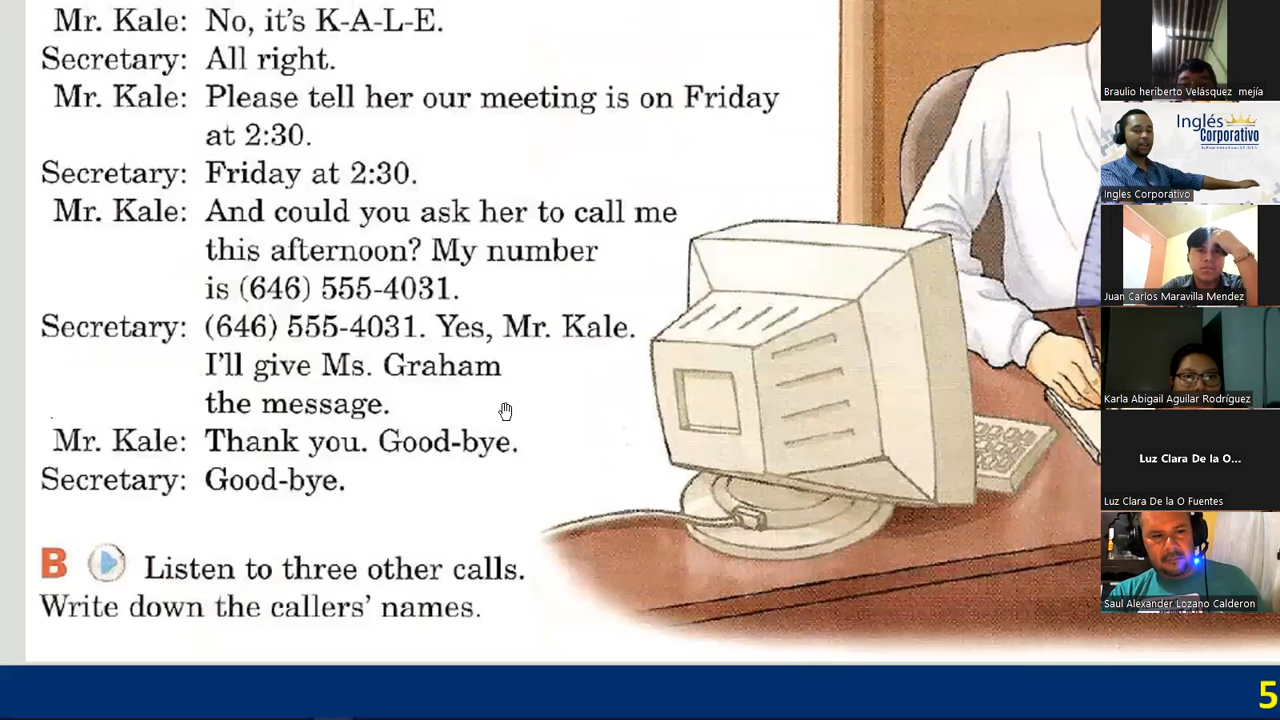 Mr. Kale: No, it's K-A-L-E.
Secretary: All right.
Mr. Kale: Please tell her our meeting is on Friday
at 2:30.
Secretary: Friday at 2:30.
Mr. Kale: And could you ask her to call me
this afternoon? My number
is (646) 555-4031.
Secretary: (646) 555-4031. Yes, Mr. Kale.
I'll give Ms. Graham
the message.
Mr. Kale: Thank you. Good-bye.
Secretary: Good-bye.
B Listen to three other calls.
Write down the callers' names.
5
Braulio heriberto Velásquez mejía
Inglés
Corporativo
Ingles Corporativo
Juan Carlos Maravilla Mendez
Karla Abigail Aguilar Rodríguez
Luz Clara De la O...
Luz Clara De la O Fuentes
Saul Alexander Lozano Calderon